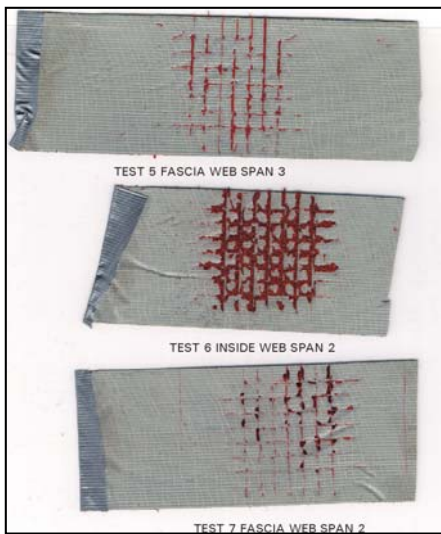 TEST 5 FASCIA WEB SPAN 3
TEST 6 INSIDE WEB SPAN 2
TEST 7 FASCIA WEB SPAN 2